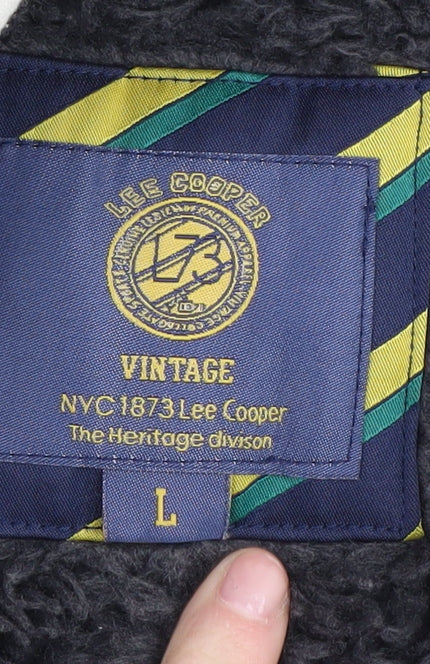 LEE COOPER
VINTAGE
NYC 1873 Lee Cooper
The Heritage divison
L